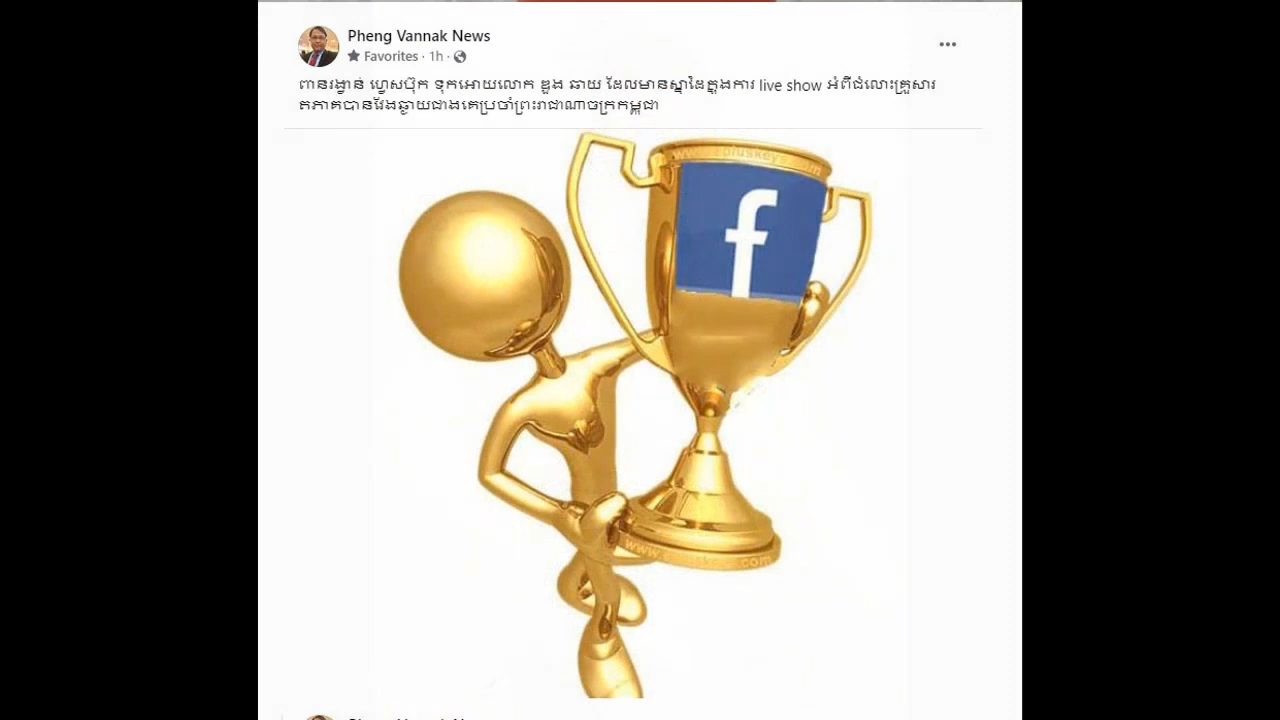 Pheng Vannak News
Favorites · 1h ·
ពានរង្វាន់ ហ្វេសប៊ុក ទុកអោយលោក ឌួង ឆាយ ដែលមានស្នាដៃក្នុងការ live show អំពីជំលោះគ្រួសារ
តភាគបានវែងឆ្ងាយជាងគេប្រចាំព្រះរាជាណាចក្រកម្ពុជា
f